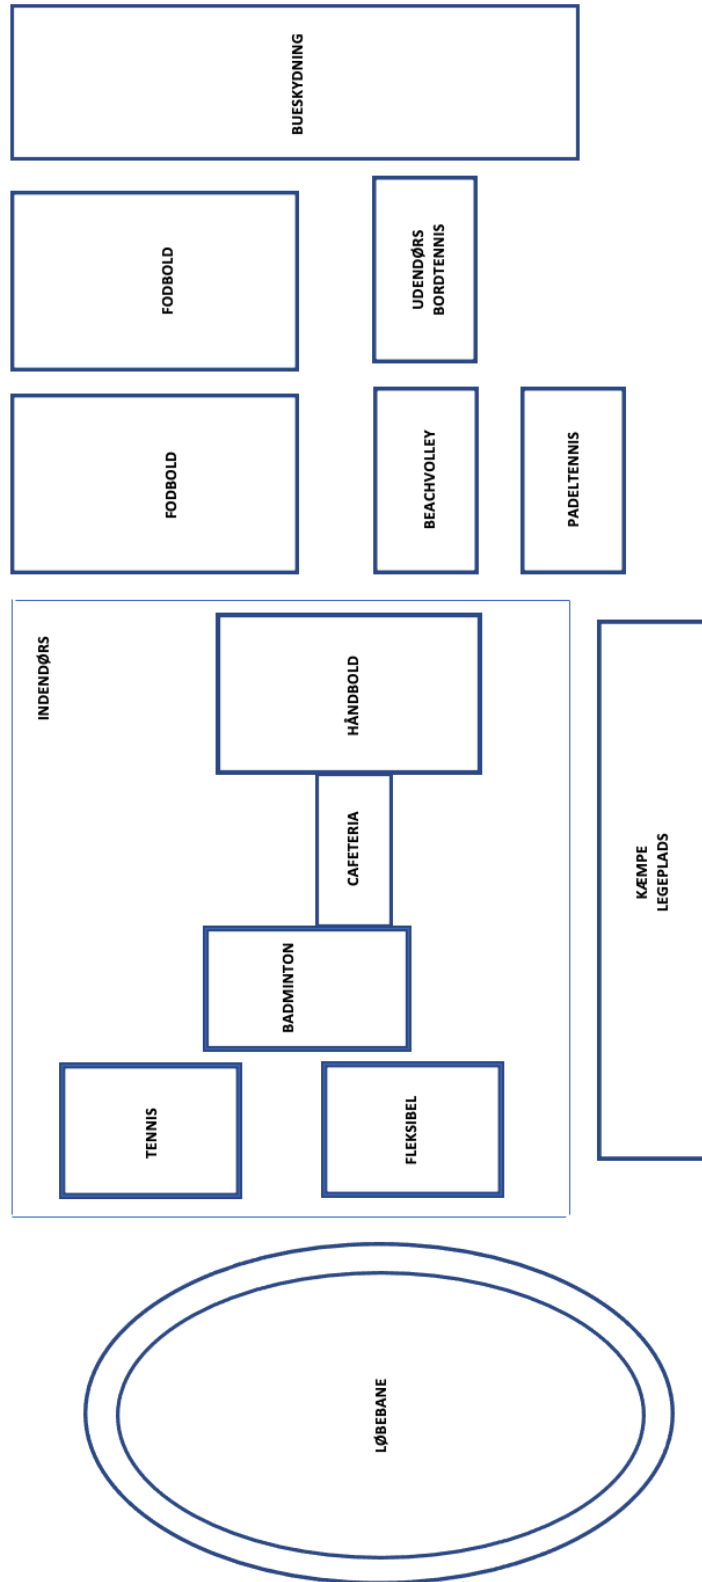 BUESKYDNING
FODBOLD
UDENDØRS
BORDTENNIS
FODBOLD
BEACHVOLLEY
PADELTENNIS
INDENDØRS
HÅNDBOLD
CAFETERIA
KÆMPE
LEGEPLADS
BADMINTON
TENNIS
FLEKSIBEL
LØBEBANE